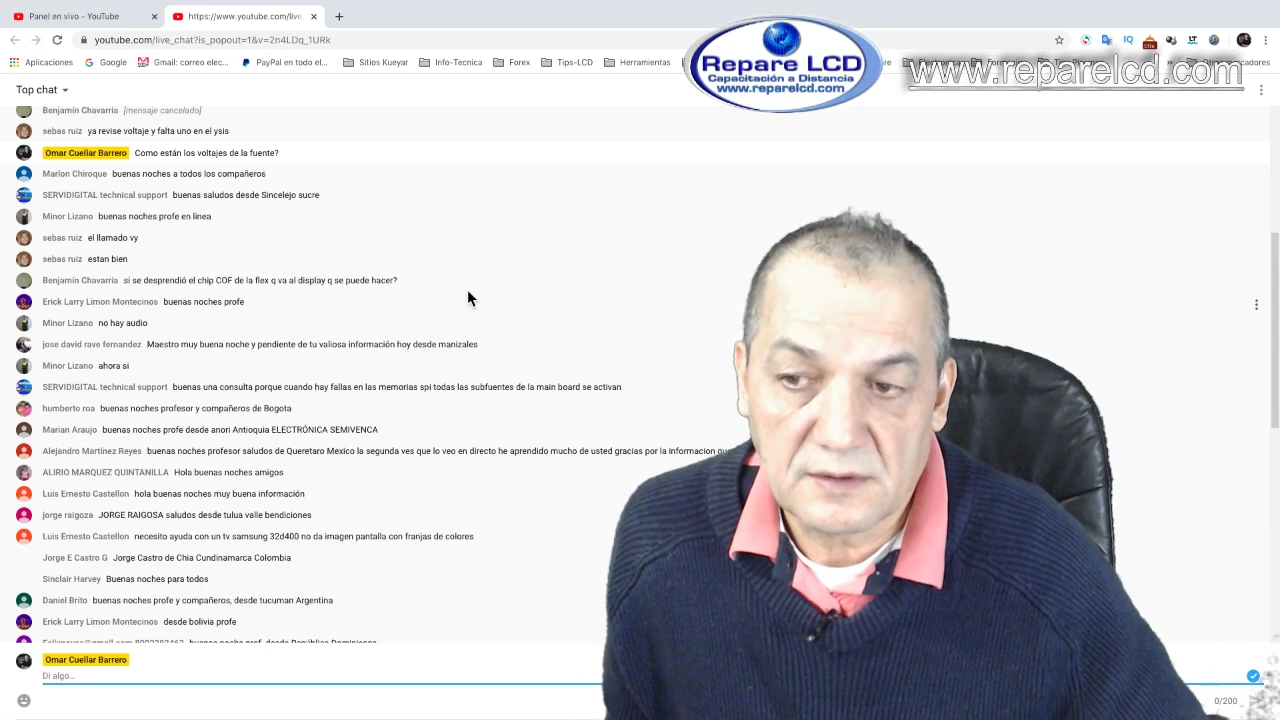 Panel en vivo - YouTube
https://www.youtube.com/live_
youtube.com/live_chat?is_popout=1&v=2n4LDq_1URk
Aplicaciones
Google
Gmail: correo elec...
PayPal en todo el...
Sitios Kueyar
Info-Tecnica
Forex
Tips-LCD
Herramientas
Repare LCD
Capacitación a Distancia
www.reparelcd.com
www.reparelcd.com
Top chat
Benjamín Chavarría [mensaje cancelado]
sebas ruiz ya revise voltaje y falta uno en el ysis
Omar Cuellar Barrero Como están los voltajes de la fuente?
Marlon Chiroque buenas noches a todos los compañeros
SERVIDIGITAL technical support buenas saludos desde Sincelejo sucre
Minor Lizano buenas noches profe en linea
sebas ruiz el llamado vy
sebas ruiz estan bien
Benjamín Chavarría si se desprendió el chip COF de la flex q va al display q se puede hacer?
Erick Larry Limon Montecinos buenas noches profe
Minor Lizano no hay audio
jose david rave fernandez Maestro muy buena noche y pendiente de tu valiosa información hoy desde manizales
Minor Lizano ahora si
SERVIDIGITAL technical support buenas una consulta porque cuando hay fallas en las memorias spi todas las subfuentes de la main board se activan
humberto roa buenas noches profesor y compañeros de Bogota
Marian Araujo buenas noches profe desde anori Antioquia ELECTRÓNICA SEMIVENCA
Alejandro Martínez Reyes buenas noches profesor saludos de Queretaro Mexico la segunda ves que lo veo en directo he aprendido mucho de usted gracias por la informacion
ALIRIO MARQUEZ QUINTANILLA Hola buenas noches amigos
Luis Ernesto Castellon hola buenas noches muy buena información
jorge raigoza JORGE RAIGOSA saludos desde tulua valle bendiciones
Luis Ernesto Castellon necesito ayuda con un tv samsung 32d400 no da imagen pantalla con franjas de colores
Jorge E Castro G Jorge Castro de Chia Cundinamarca Colombia
Sinclair Harvey Buenas noches para todos
Daniel Brito buenas noches profe y compañeros, desde tucuman Argentina
Erick Larry Limon Montecinos desde bolivia profe
Omar Cuellar Barrero
Di algo...
0/200